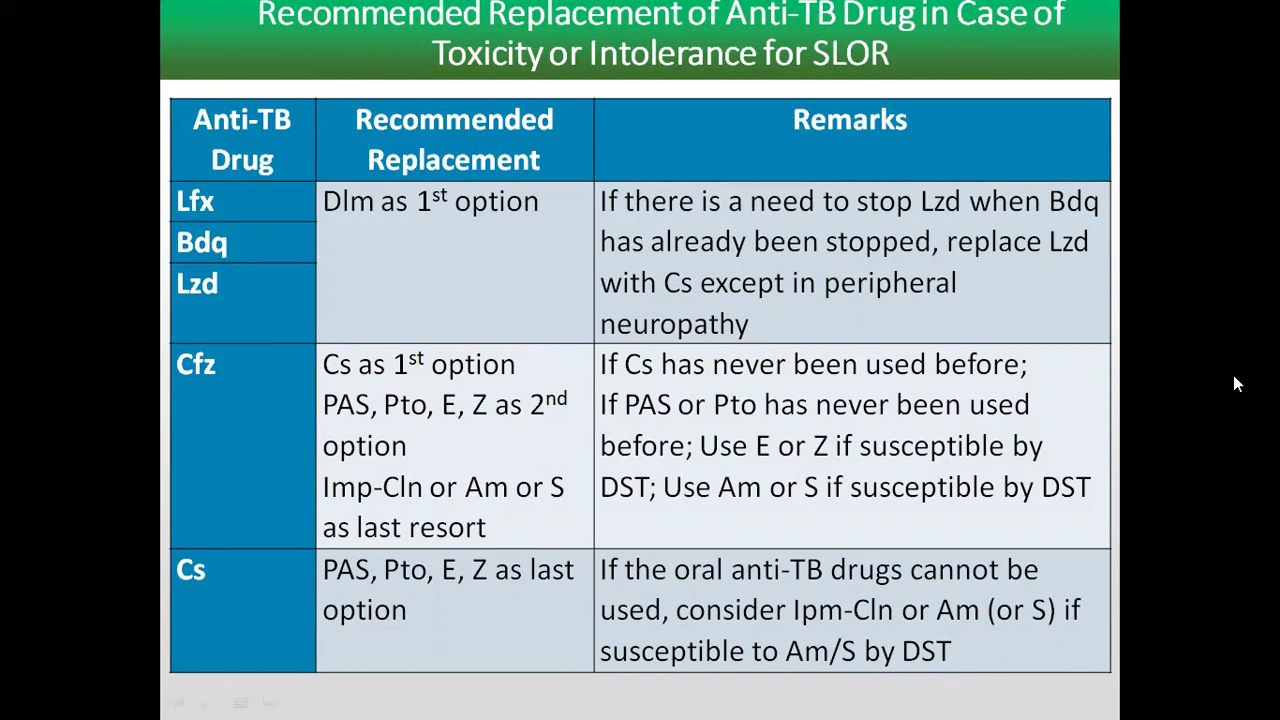 Recommended Replacement of Anti-TB Drug in Case of
Toxicity or Intolerance for SLOR
Anti-TB
Drug
Recommended
Replacement
Remarks
Lfx
Bdq
Lzd
Dlm as 1st option
If there is a need to stop Lzd when Bdq
has already been stopped, replace Lzd
with Cs except in peripheral
neuropathy
Cfz
Cs as 1st option
PAS, Pto, E, Z as 2nd
option
Imp-Cln or Am or S
as last resort
If Cs has never been used before;
If PAS or Pto has never been used
before; Use E or Z if susceptible by
DST; Use Am or S if susceptible by DST
Cs
PAS, Pto, E, Z as last
option
If the oral anti-TB drugs cannot be
used, consider Ipm-Cln or Am (or S) if
susceptible to Am/S by DST